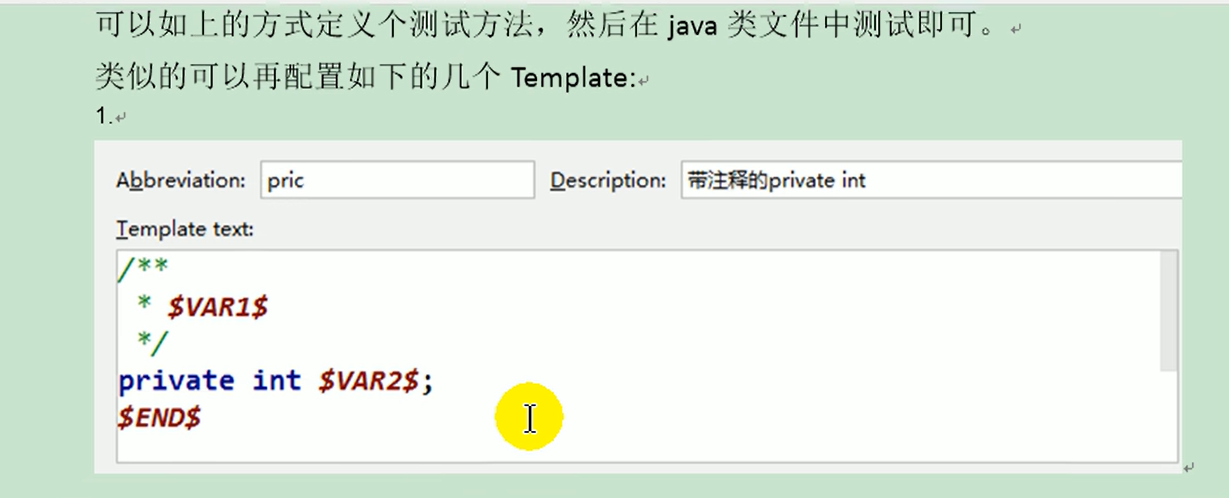 可以如上的方式定义个测试方法，然后在 java 类文件中测试即可。
类似的可以再配置如下的几个 Template:
1.
Abbreviation: pric Description: 带注释的private int
Template text:
/**
* $VAR1$
*/
private int $VAR2$;
$END$